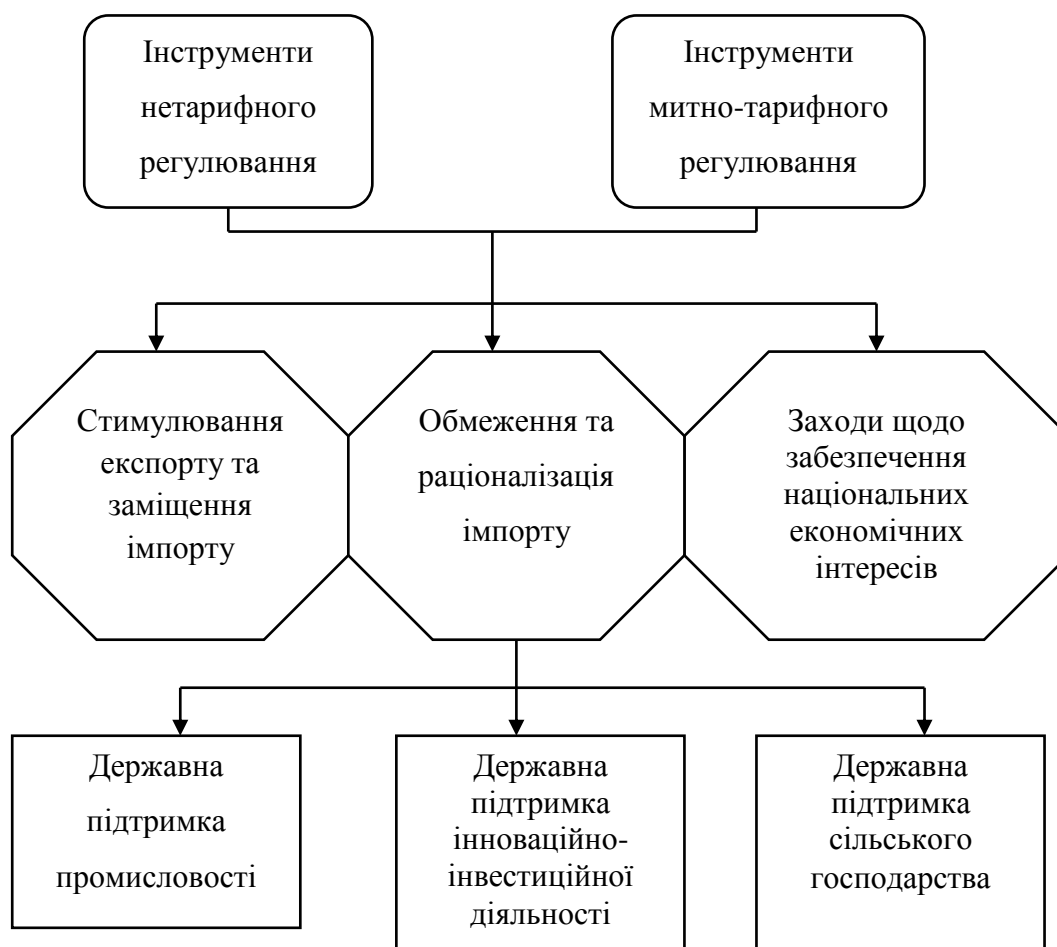 Інструменти
нетарифного
регулювання
Інструменти
митно-тарифного
регулювання
Стимулювання
експорту та
заміщення
імпорту
Обмеження та
раціоналізація
імпорту
Заходи щодо
забезпечення
національних
економічних
інтересів
Державна
підтримка
промисловості
Державна
підтримка
інноваційно-
інвестиційної
діяльності
Державна
підтримка
сільського
господарства